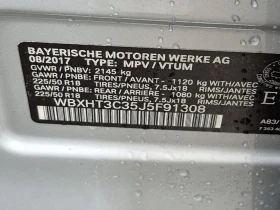 BAYERISCHE MOTOREN WERKE AG
08/2017 TYPE: MPV / VTUM
GVWR / PNBV : 2145 kg
GAWR / PNBE : FRONT / AVANT - 1120 kg WITH/AVEC
225/50 R18 TIRES/PNEUS, RIMS/JANTES 7.5Jx18
GAWR / PNBE : REAR / ARRIERE - 1080 kg WITH/AVEC
225/50 R18 TIRES/PNEUS, RIMS/JANTES 7.5Jx18
WBXHT3C35J5F91308
A83/